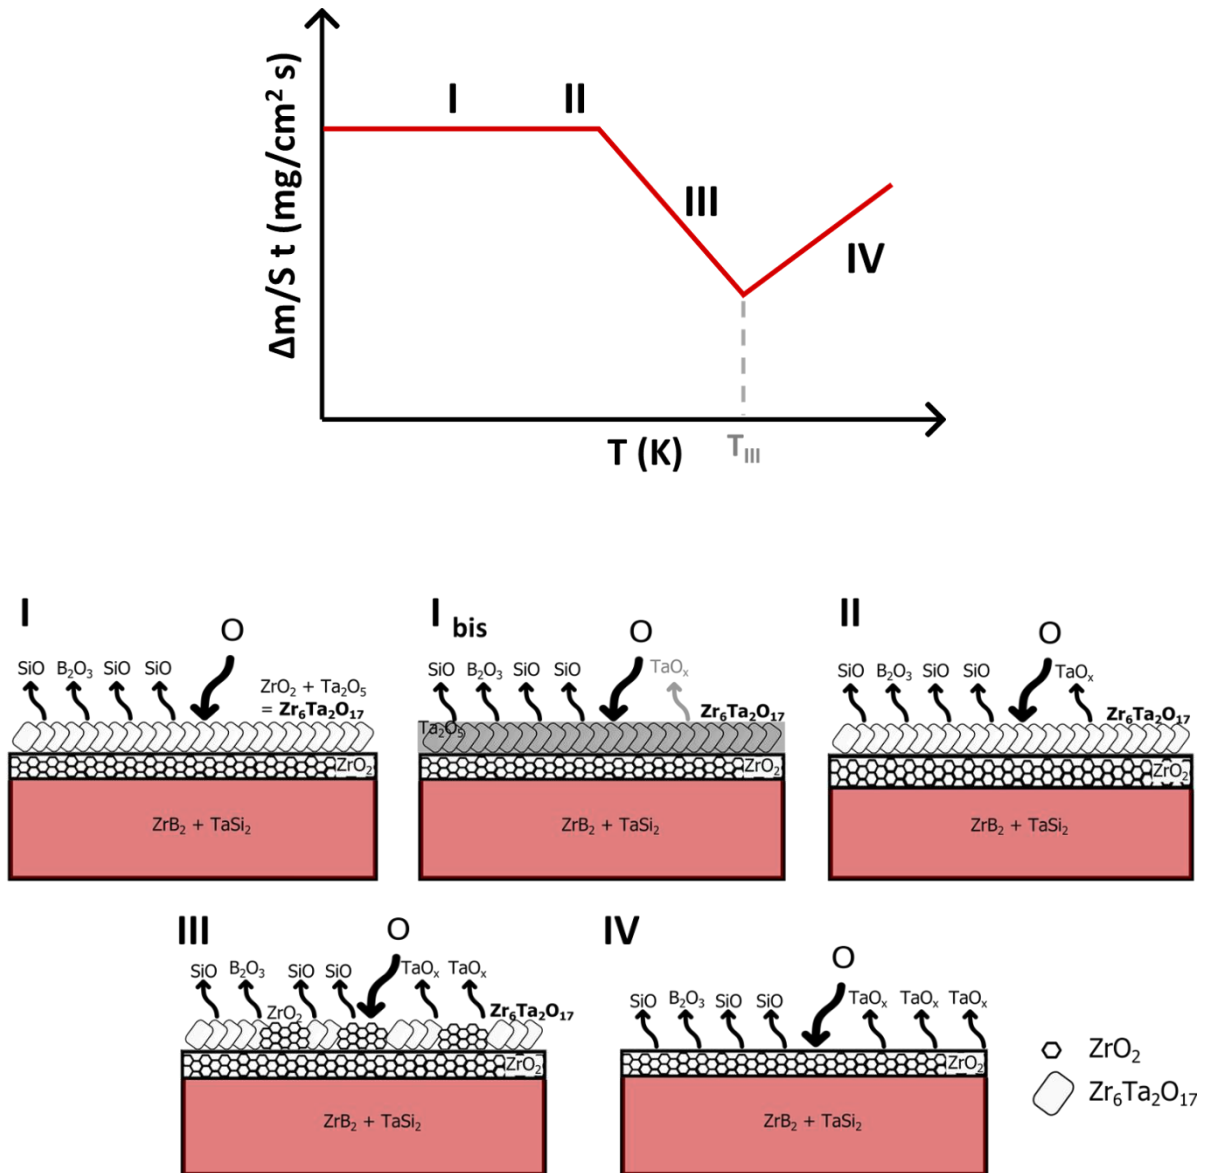 I
II
III
IV
Δm/S t (mg/cm² s)
T (K)
T_III
I
O
SiO B₂O₃ SiO SiO
ZrO₂ + Ta₂O₅
= Zr₆Ta₂O₁₇
ZrO₂
ZrB₂ + TaSi₂
I bis
O
SiO B₂O₃ SiO SiO TaOₓ
Zr₆Ta₂O₁₇
Ta₂O₅
ZrO₂
ZrB₂ + TaSi₂
II
O
SiO B₂O₃ SiO SiO TaOₓ
Zr₆Ta₂O₁₇
ZrO₂
ZrB₂ + TaSi₂
III
O
SiO B₂O₃ SiO SiO TaOₓ TaOₓ
ZrO₂
Zr₆Ta₂O₁₇
ZrO₂
ZrB₂ + TaSi₂
IV
O
SiO B₂O₃ SiO SiO TaOₓ TaOₓ TaOₓ
ZrO₂
ZrB₂ + TaSi₂
ZrO₂
Zr₆Ta₂O₁₇